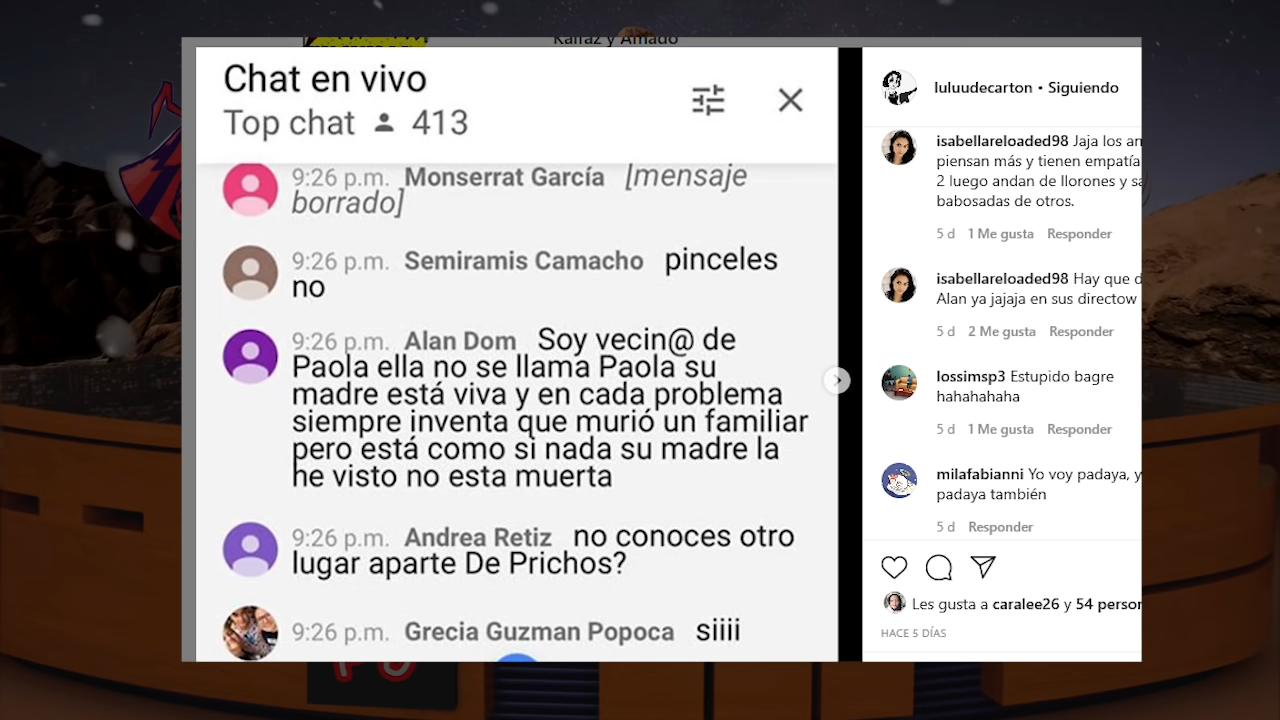 Karraz y Amado
Chat en vivo
Top chat 413
9:26 p.m. Monserrat García [mensaje
borrado]
9:26 p.m. Semiramis Camacho pinceles
no
9:26 p.m. Alan Dom Soy vecin@ de
Paola ella no se llama Paola su
madre está viva y en cada problema
siempre inventa que murió un familiar
pero está como si nada su madre la
he visto no esta muerta
9:26 p.m. Andrea Retiz no conoces otro
lugar aparte De Prichos?
9:26 p.m. Grecia Guzman Popoca siiii
luluudecarton • Siguiendo
isabellareloaded98 Jaja los
piensan más y tienen empatía
2 luego andan de llorones y
babosadas de otros.
5 d 1 Me gusta Responder
isabellareloaded98 Hay que
Alan ya jajaja en sus directow
5 d 2 Me gusta Responder
lossimsp3 Estupido bagre
hahahahaha
5 d 1 Me gusta Responder
milafabianni Yo voy padaya, y
padaya también
5 d Responder
Les gusta a caralee26 y 54 person
HACE 5 DÍAS